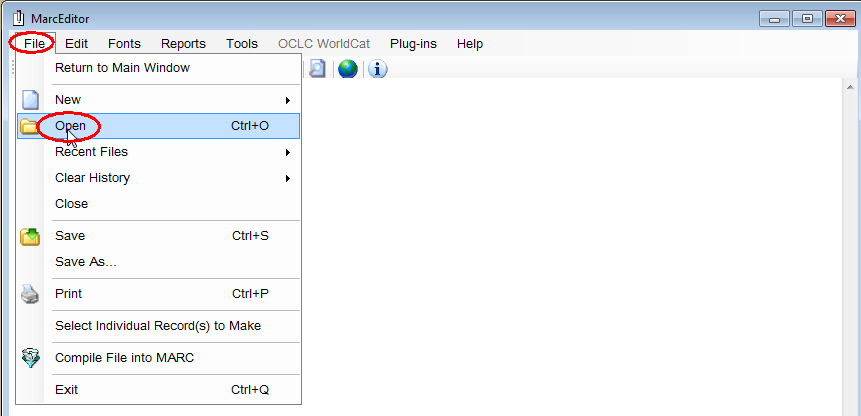 MarcEditor
File Edit Fonts Reports Tools OCLC WorldCat Plug-ins Help
Return to Main Window
New
Open Ctrl+O
Recent Files
Clear History
Close
Save Ctrl+S
Save As...
Print Ctrl+P
Select Individual Record(s) to Make
Compile File into MARC
Exit Ctrl+Q